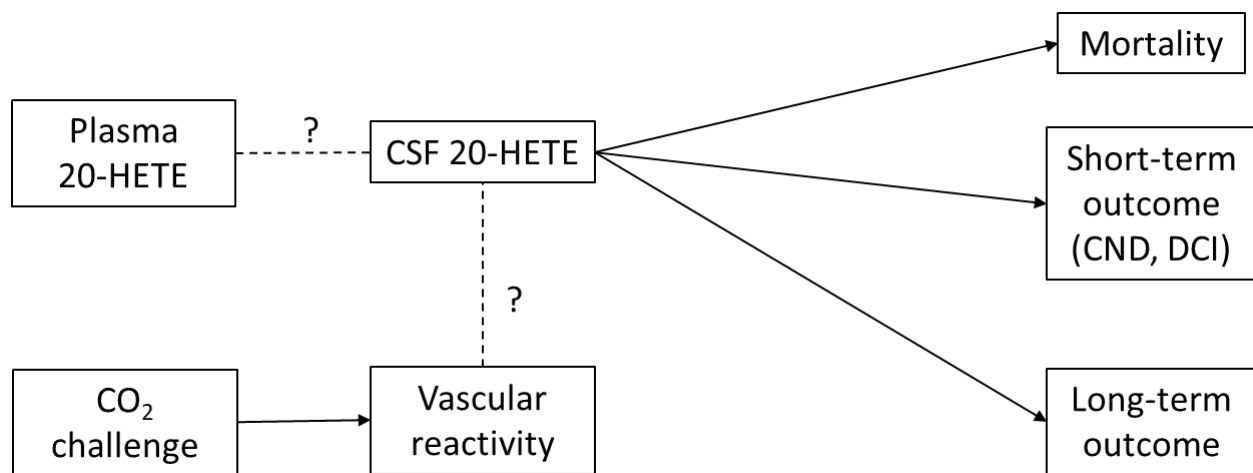 Plasma
20-HETE
?
CSF 20-HETE
Mortality
Short-term
outcome
(CND, DCI)
?
CO₂
challenge
Vascular
reactivity
Long-term
outcome